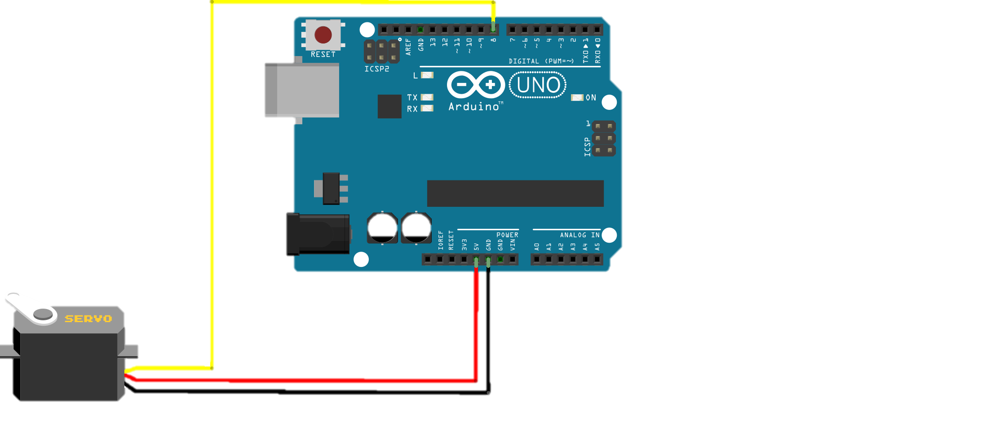 RESET
AREF
GND
13
12
~11
~10
~9
8
7
~6
~5
4
~3
2
TXO▶1
RXO◀0
ICSP2
DIGITAL (PWM=~)
L
UNO
TX
ON
RX
Arduino™
1
ICSP
POWER
ANALOG IN
IOREF
RESET
3V3
5V
GND
GND
VIN
A0
A1
A2
A3
A4
A5
SERVO